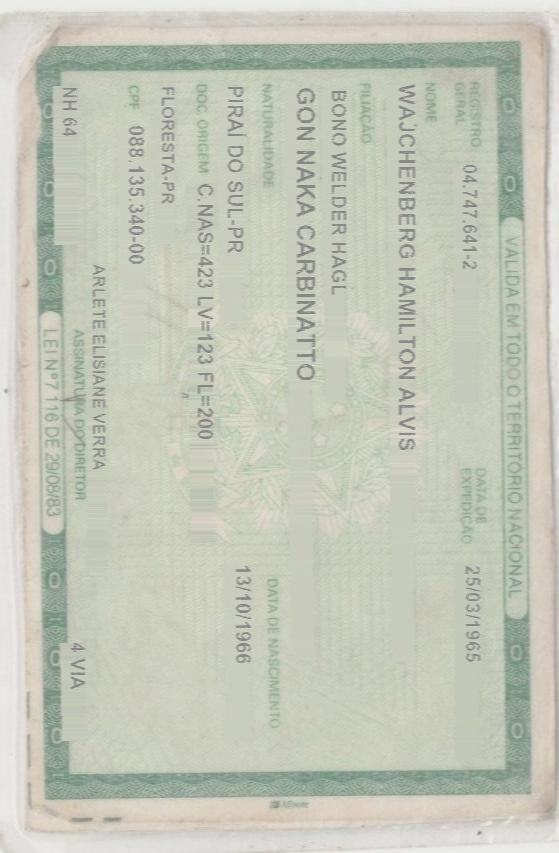 VÁLIDA EM TODO O TERRITÓRIO NACIONAL
REGISTRO GERAL 04.747.641-2 DATA DE EXPEDIÇÃO 25/03/1965
NOME
WAJCHENBERG HAMILTON ALVIS
FILIAÇÃO
BONO WELDER HAGL
GON NAKA CARBINATTO
NATURALIDADE DATA DE NASCIMENTO
PIRAÍ DO SUL-PR 13/10/1966
DOC. ORIGEM C.NAS=423 LV=123 FL=200
FLORESTA-PR
CPF 088.135.340-00
ARLETE ELISIANE VERRA
NH 64 ASSINATURA DO DIRETOR 4 VIA
LEI Nº 7.116 DE 29/08/83